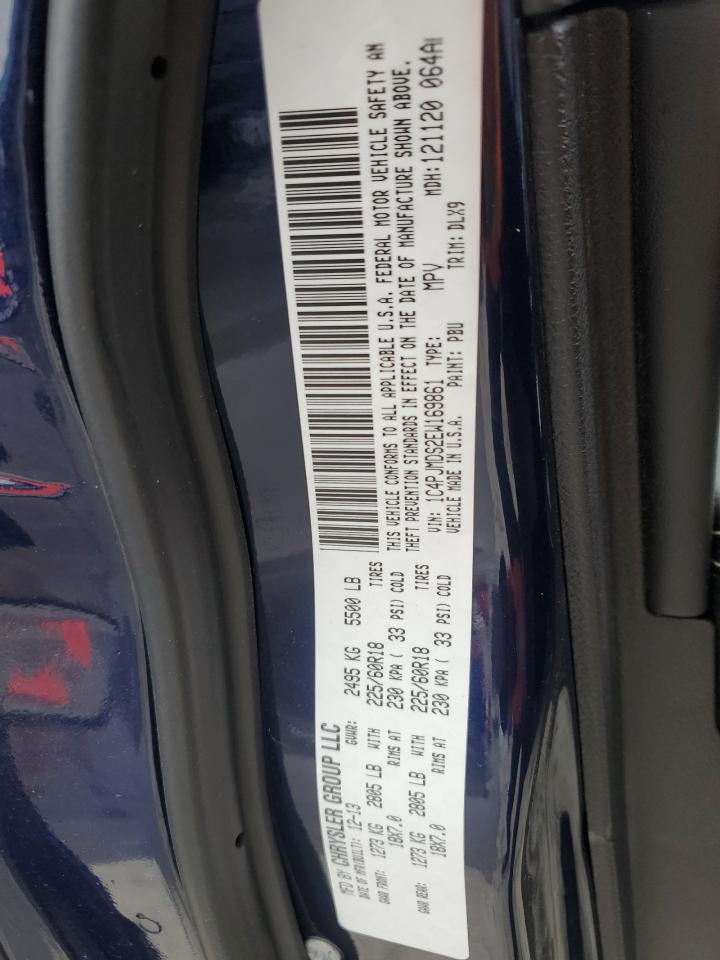 MFD BY CHRYSLER GROUP LLC
DATE OF MFR(BUILT): 12-13 GVWR: 2495 KG 5500 LB
GAWR FRONT: 1273 KG 2805 LB WITH 225/60R18 TIRES
18X7.0 RIMS AT 230 KPA ( 33 PSI) COLD
GAWR REAR: 1273 KG 2805 LB WITH 225/60R18 TIRES
18X7.0 RIMS AT 230 KPA ( 33 PSI) COLD
THIS VEHICLE CONFORMS TO ALL APPLICABLE U.S.A. FEDERAL MOTOR VEHICLE SAFETY AN
THEFT PREVENTION STANDARDS IN EFFECT ON THE DATE OF MANUFACTURE SHOWN ABOVE.
VIN: 1C4PJMDS2EW169861 TYPE: MPV MDH: 121120 064A
VEHICLE MADE IN U.S.A. PAINT: PBU TRIM: DLX9